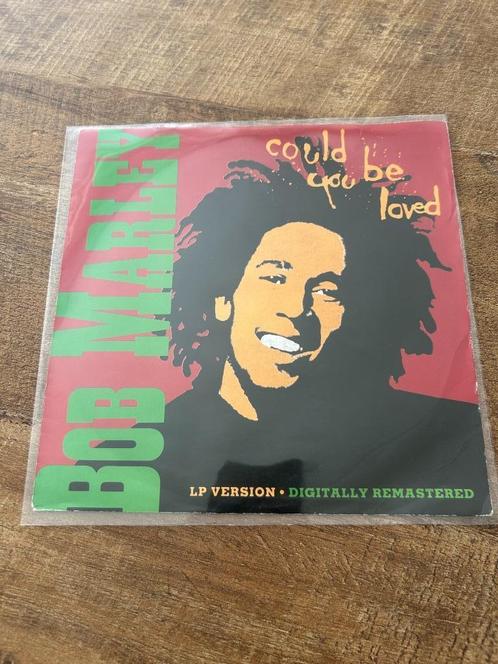 BOB MARLEY
could
you be
loved
LP VERSION • DIGITALLY REMASTERED